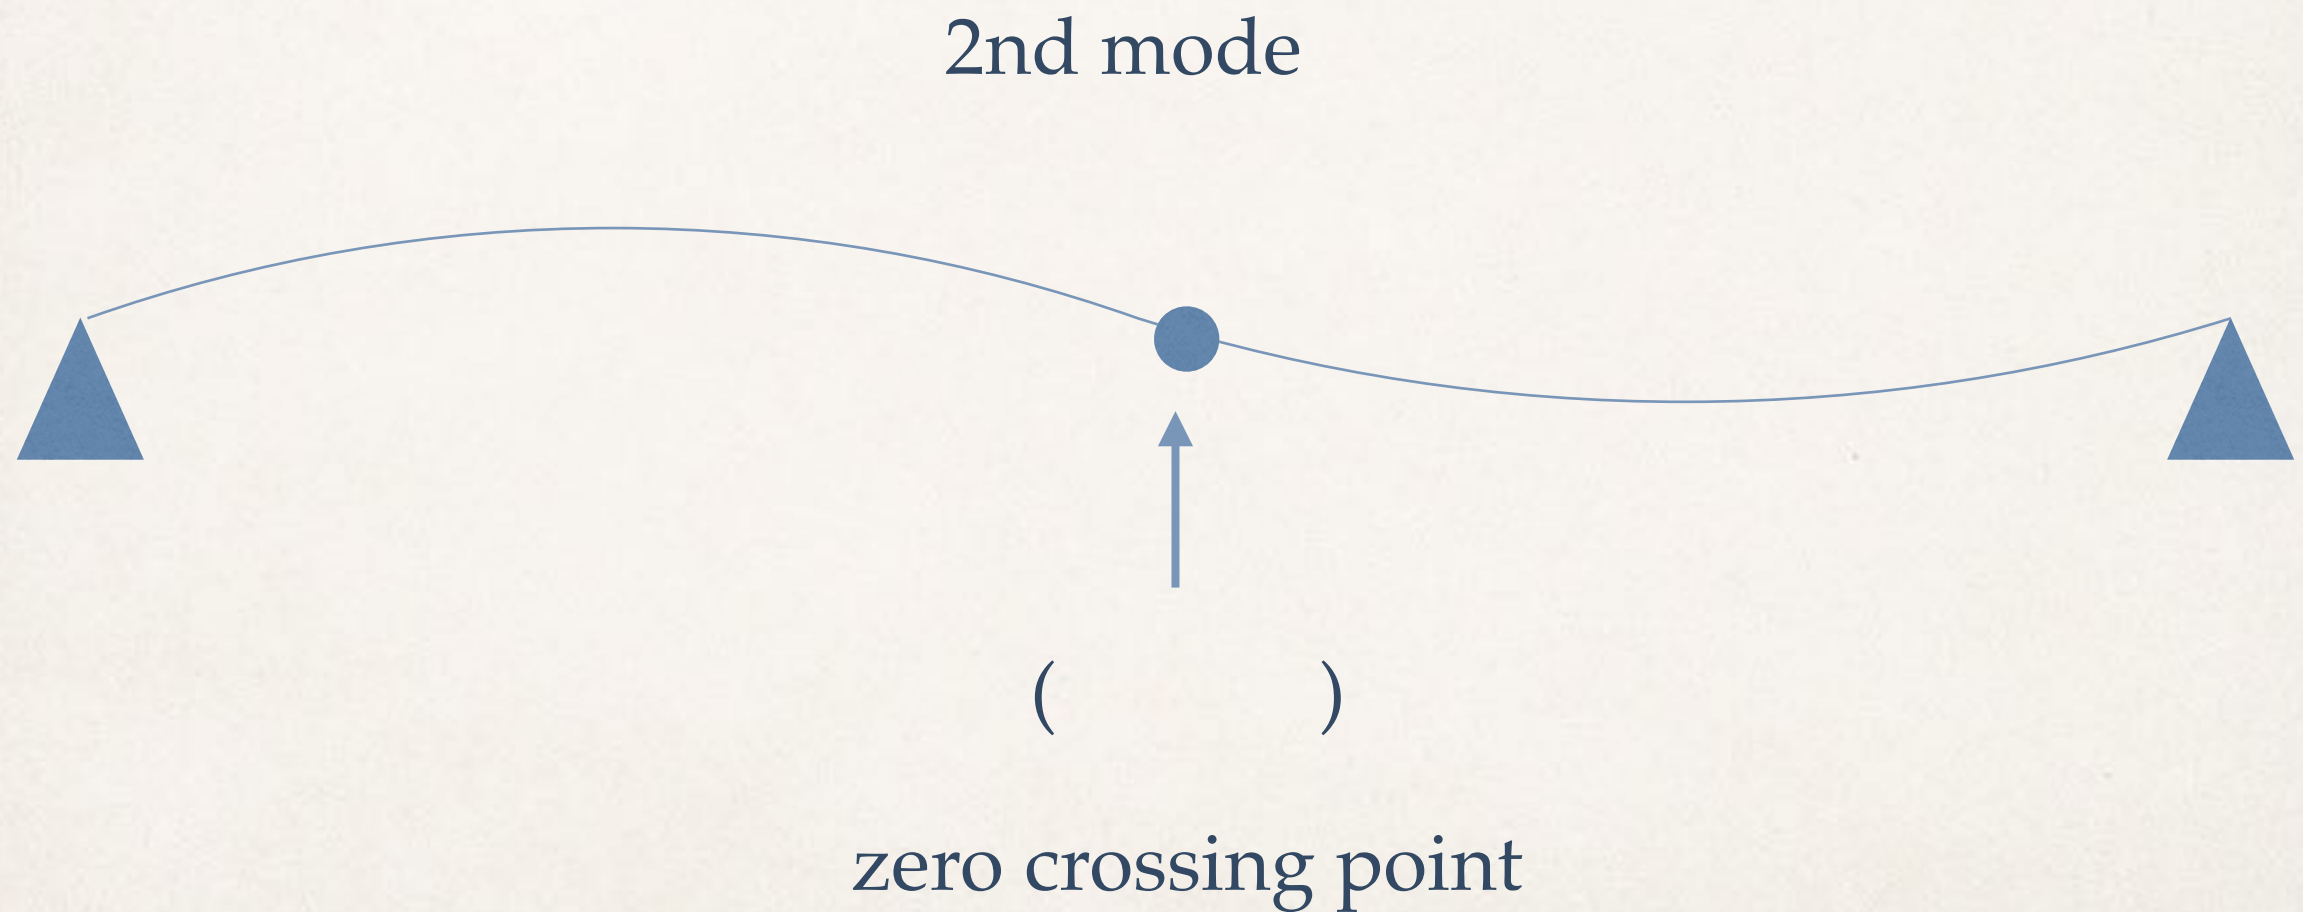 2nd mode
( )
zero crossing point